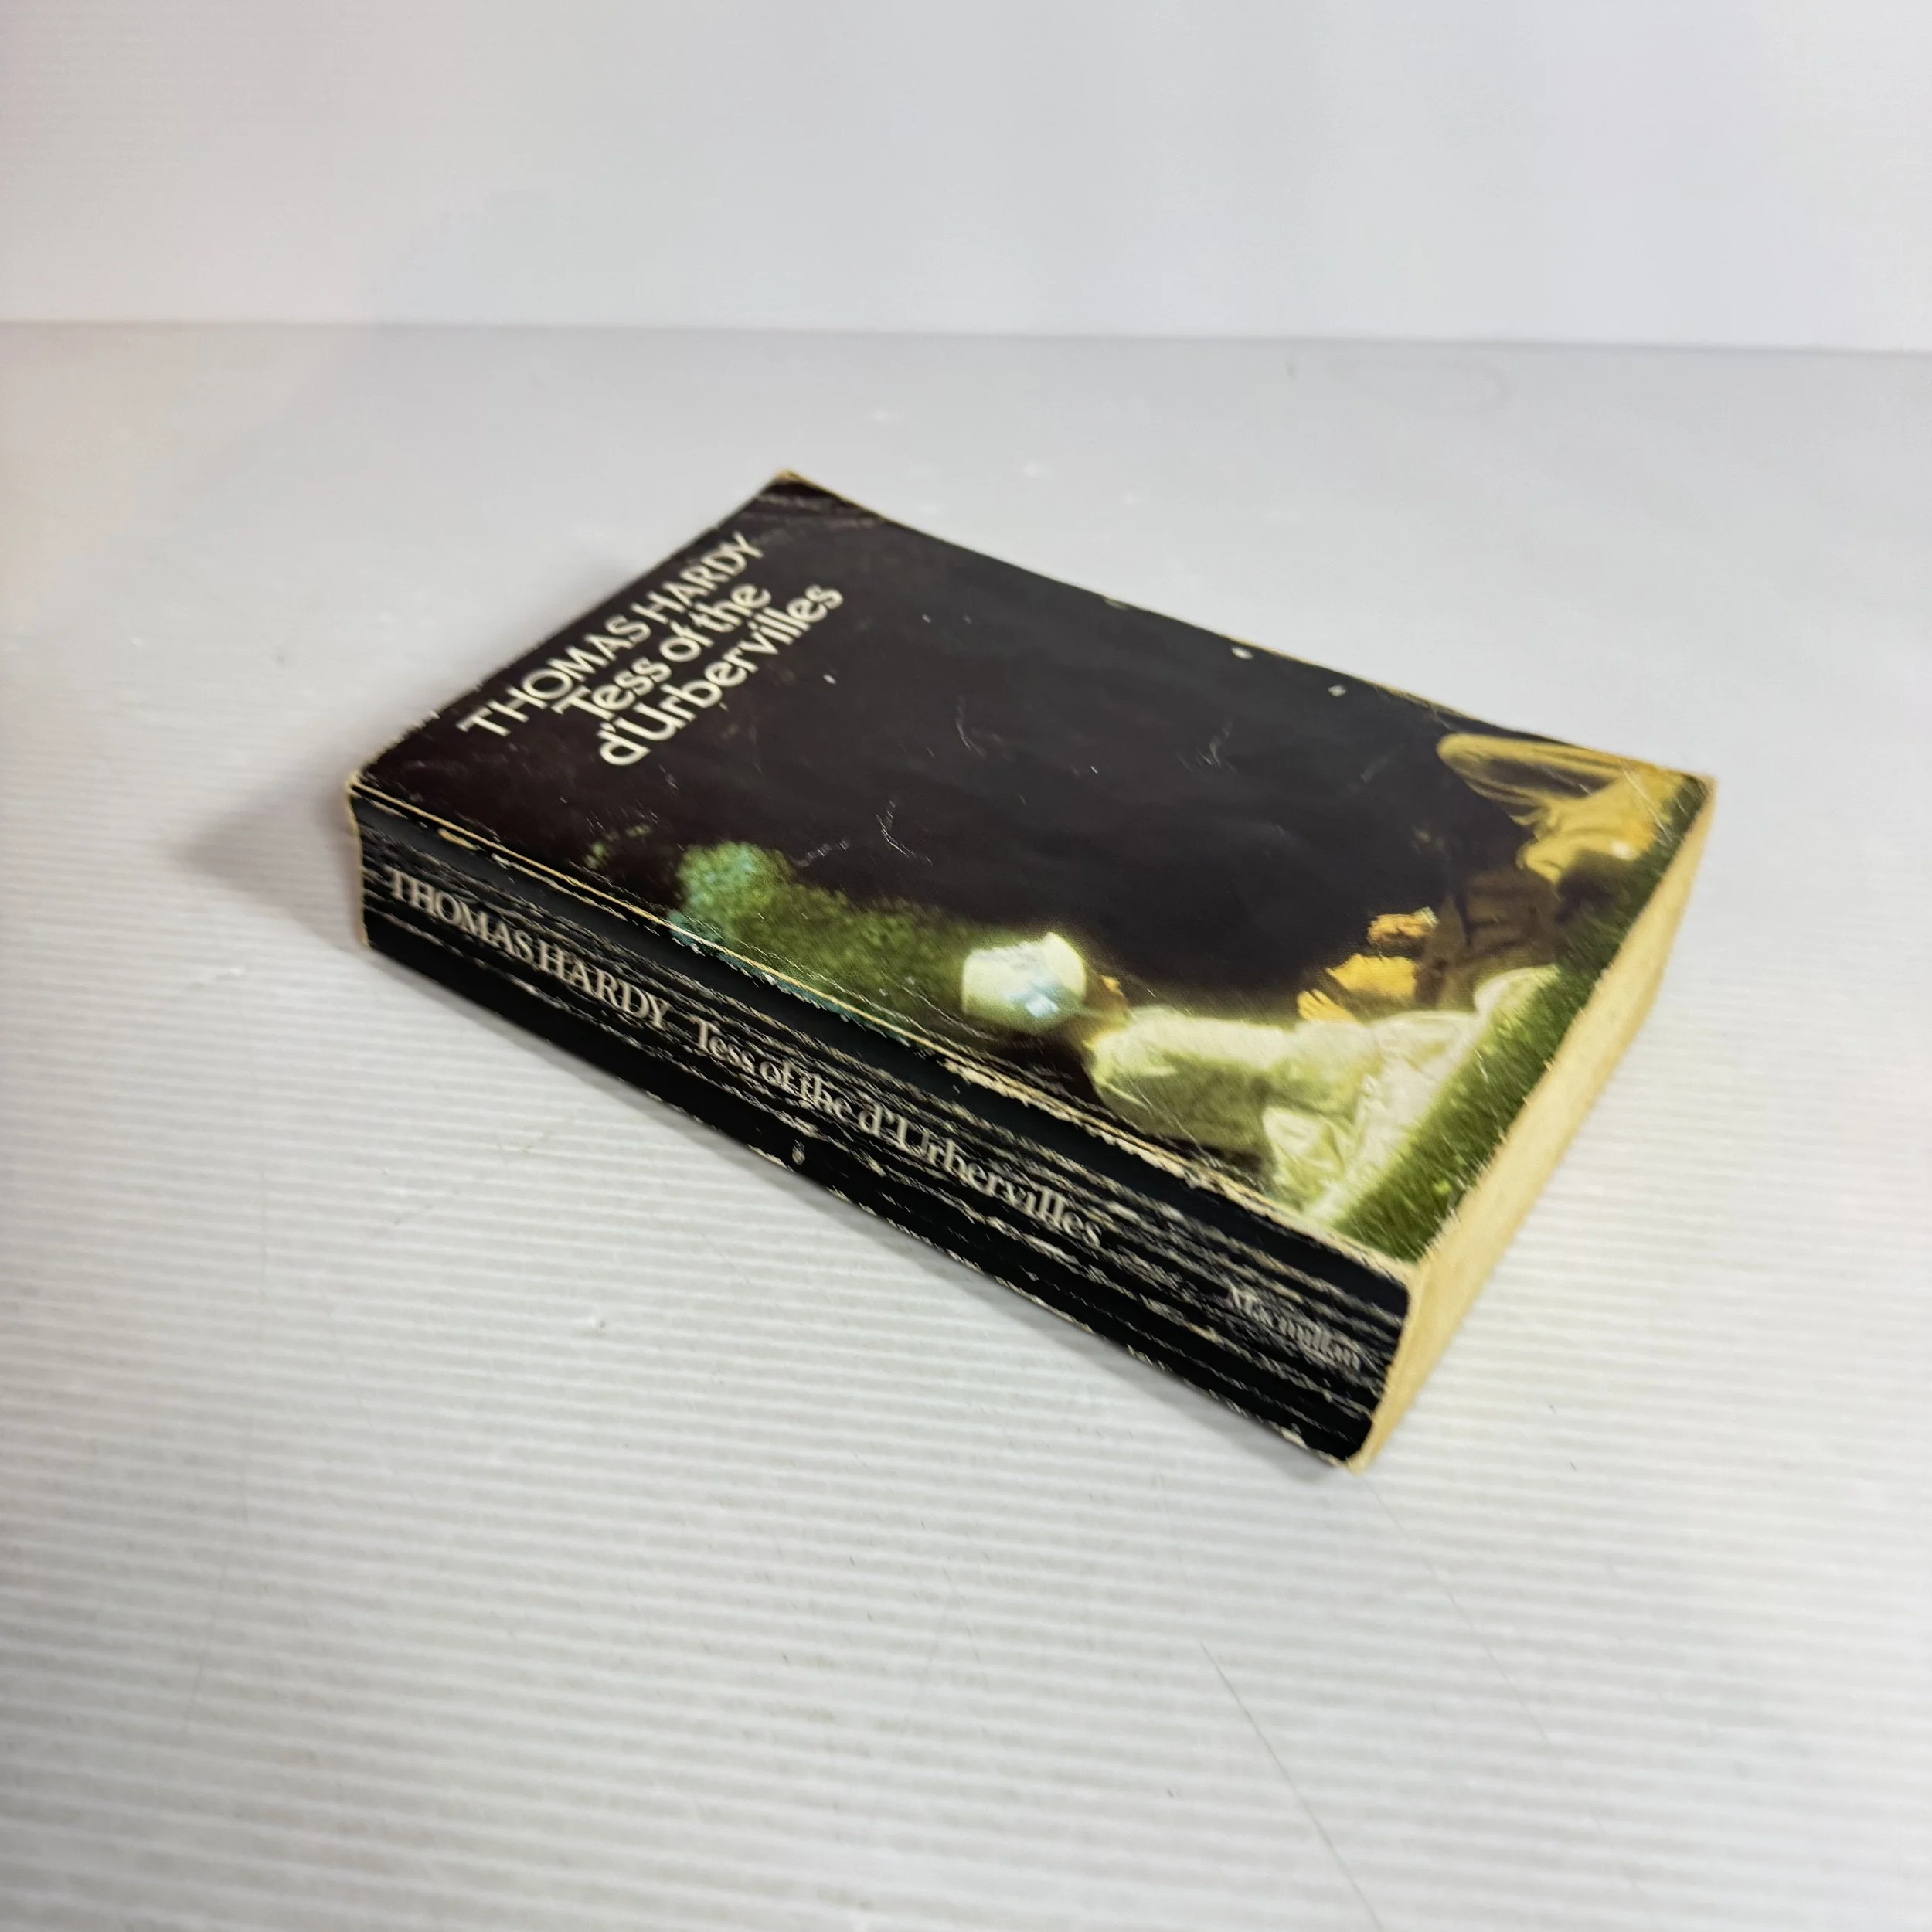 THOMAS HARDY
Tess of the
d'Urbervilles
THOMAS HARDY Tess of the d'Urbervilles Macmillan